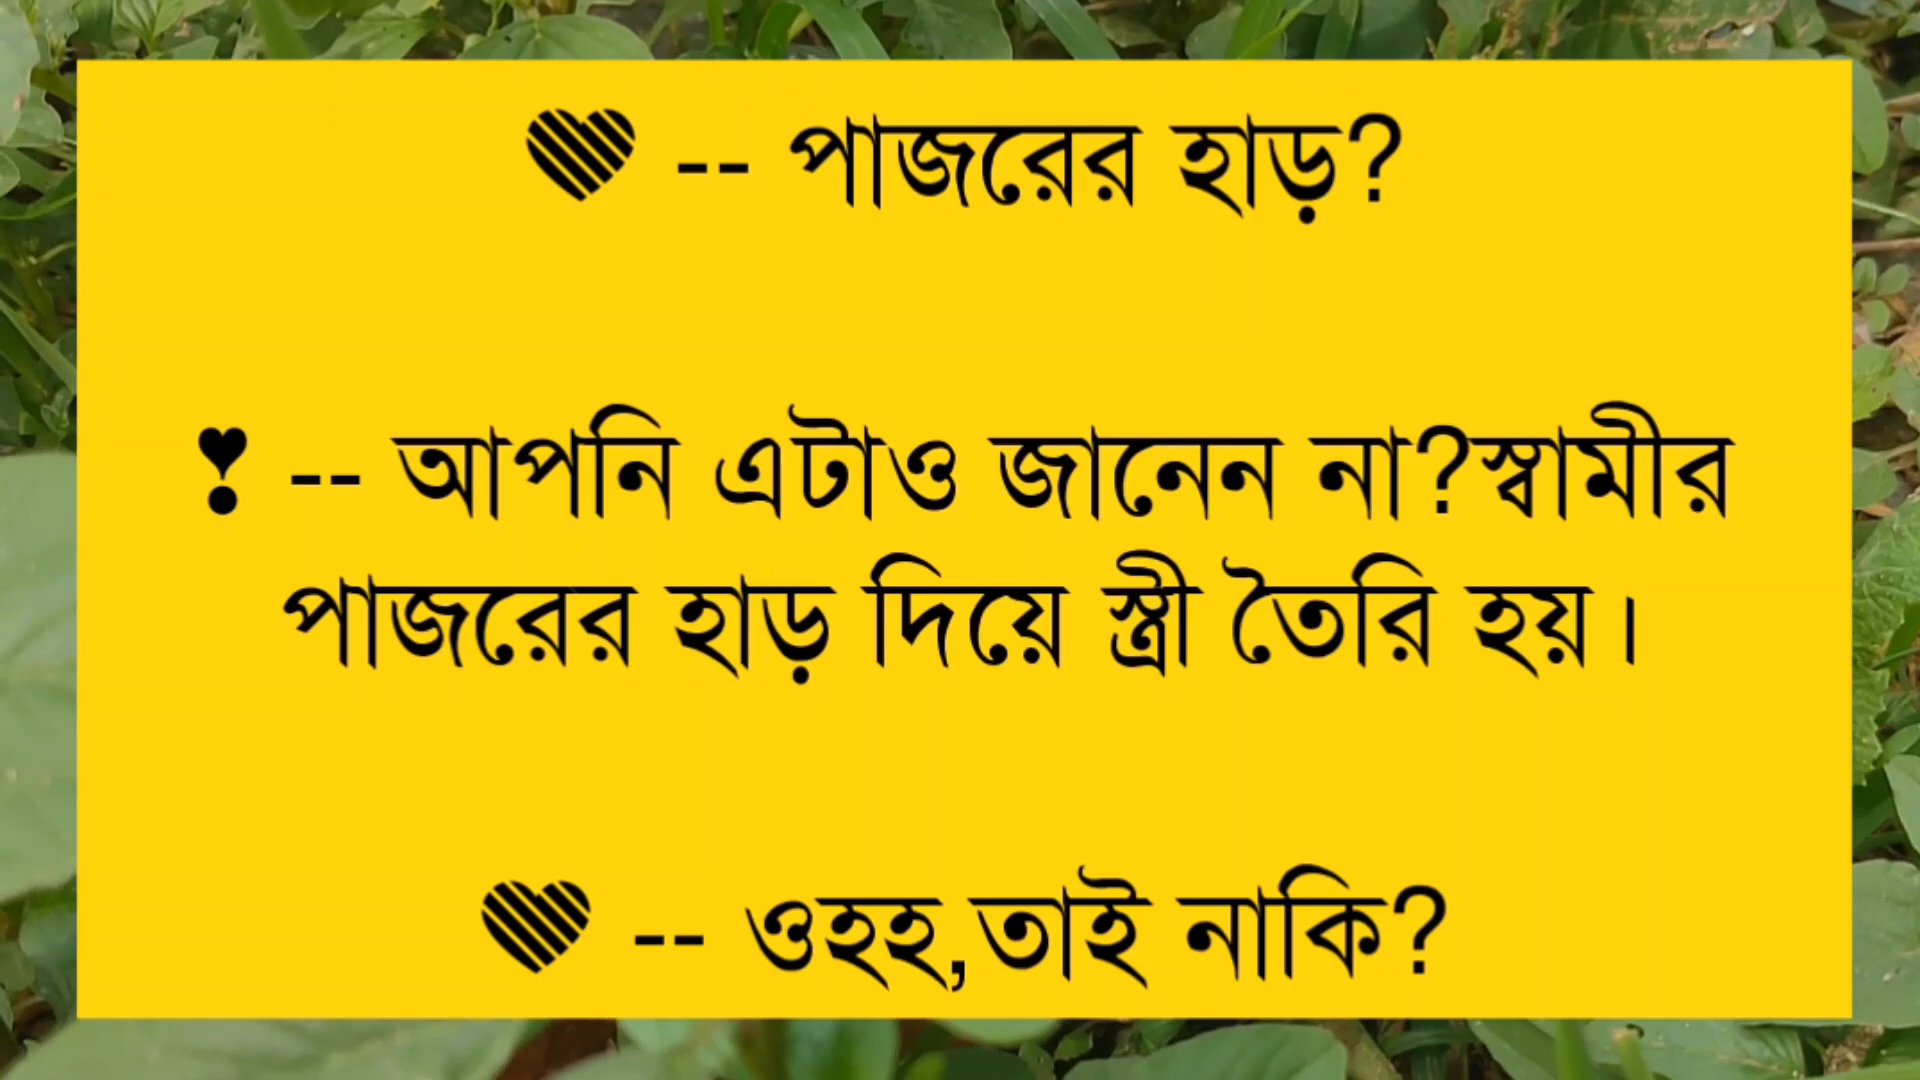 💘 -- পাজরের হাড়?
❣ -- আপনি এটাও জানেন না?স্বামীর
পাজরের হাড় দিয়ে স্ত্রী তৈরি হয়।
💘 -- ওহহ,তাই নাকি?